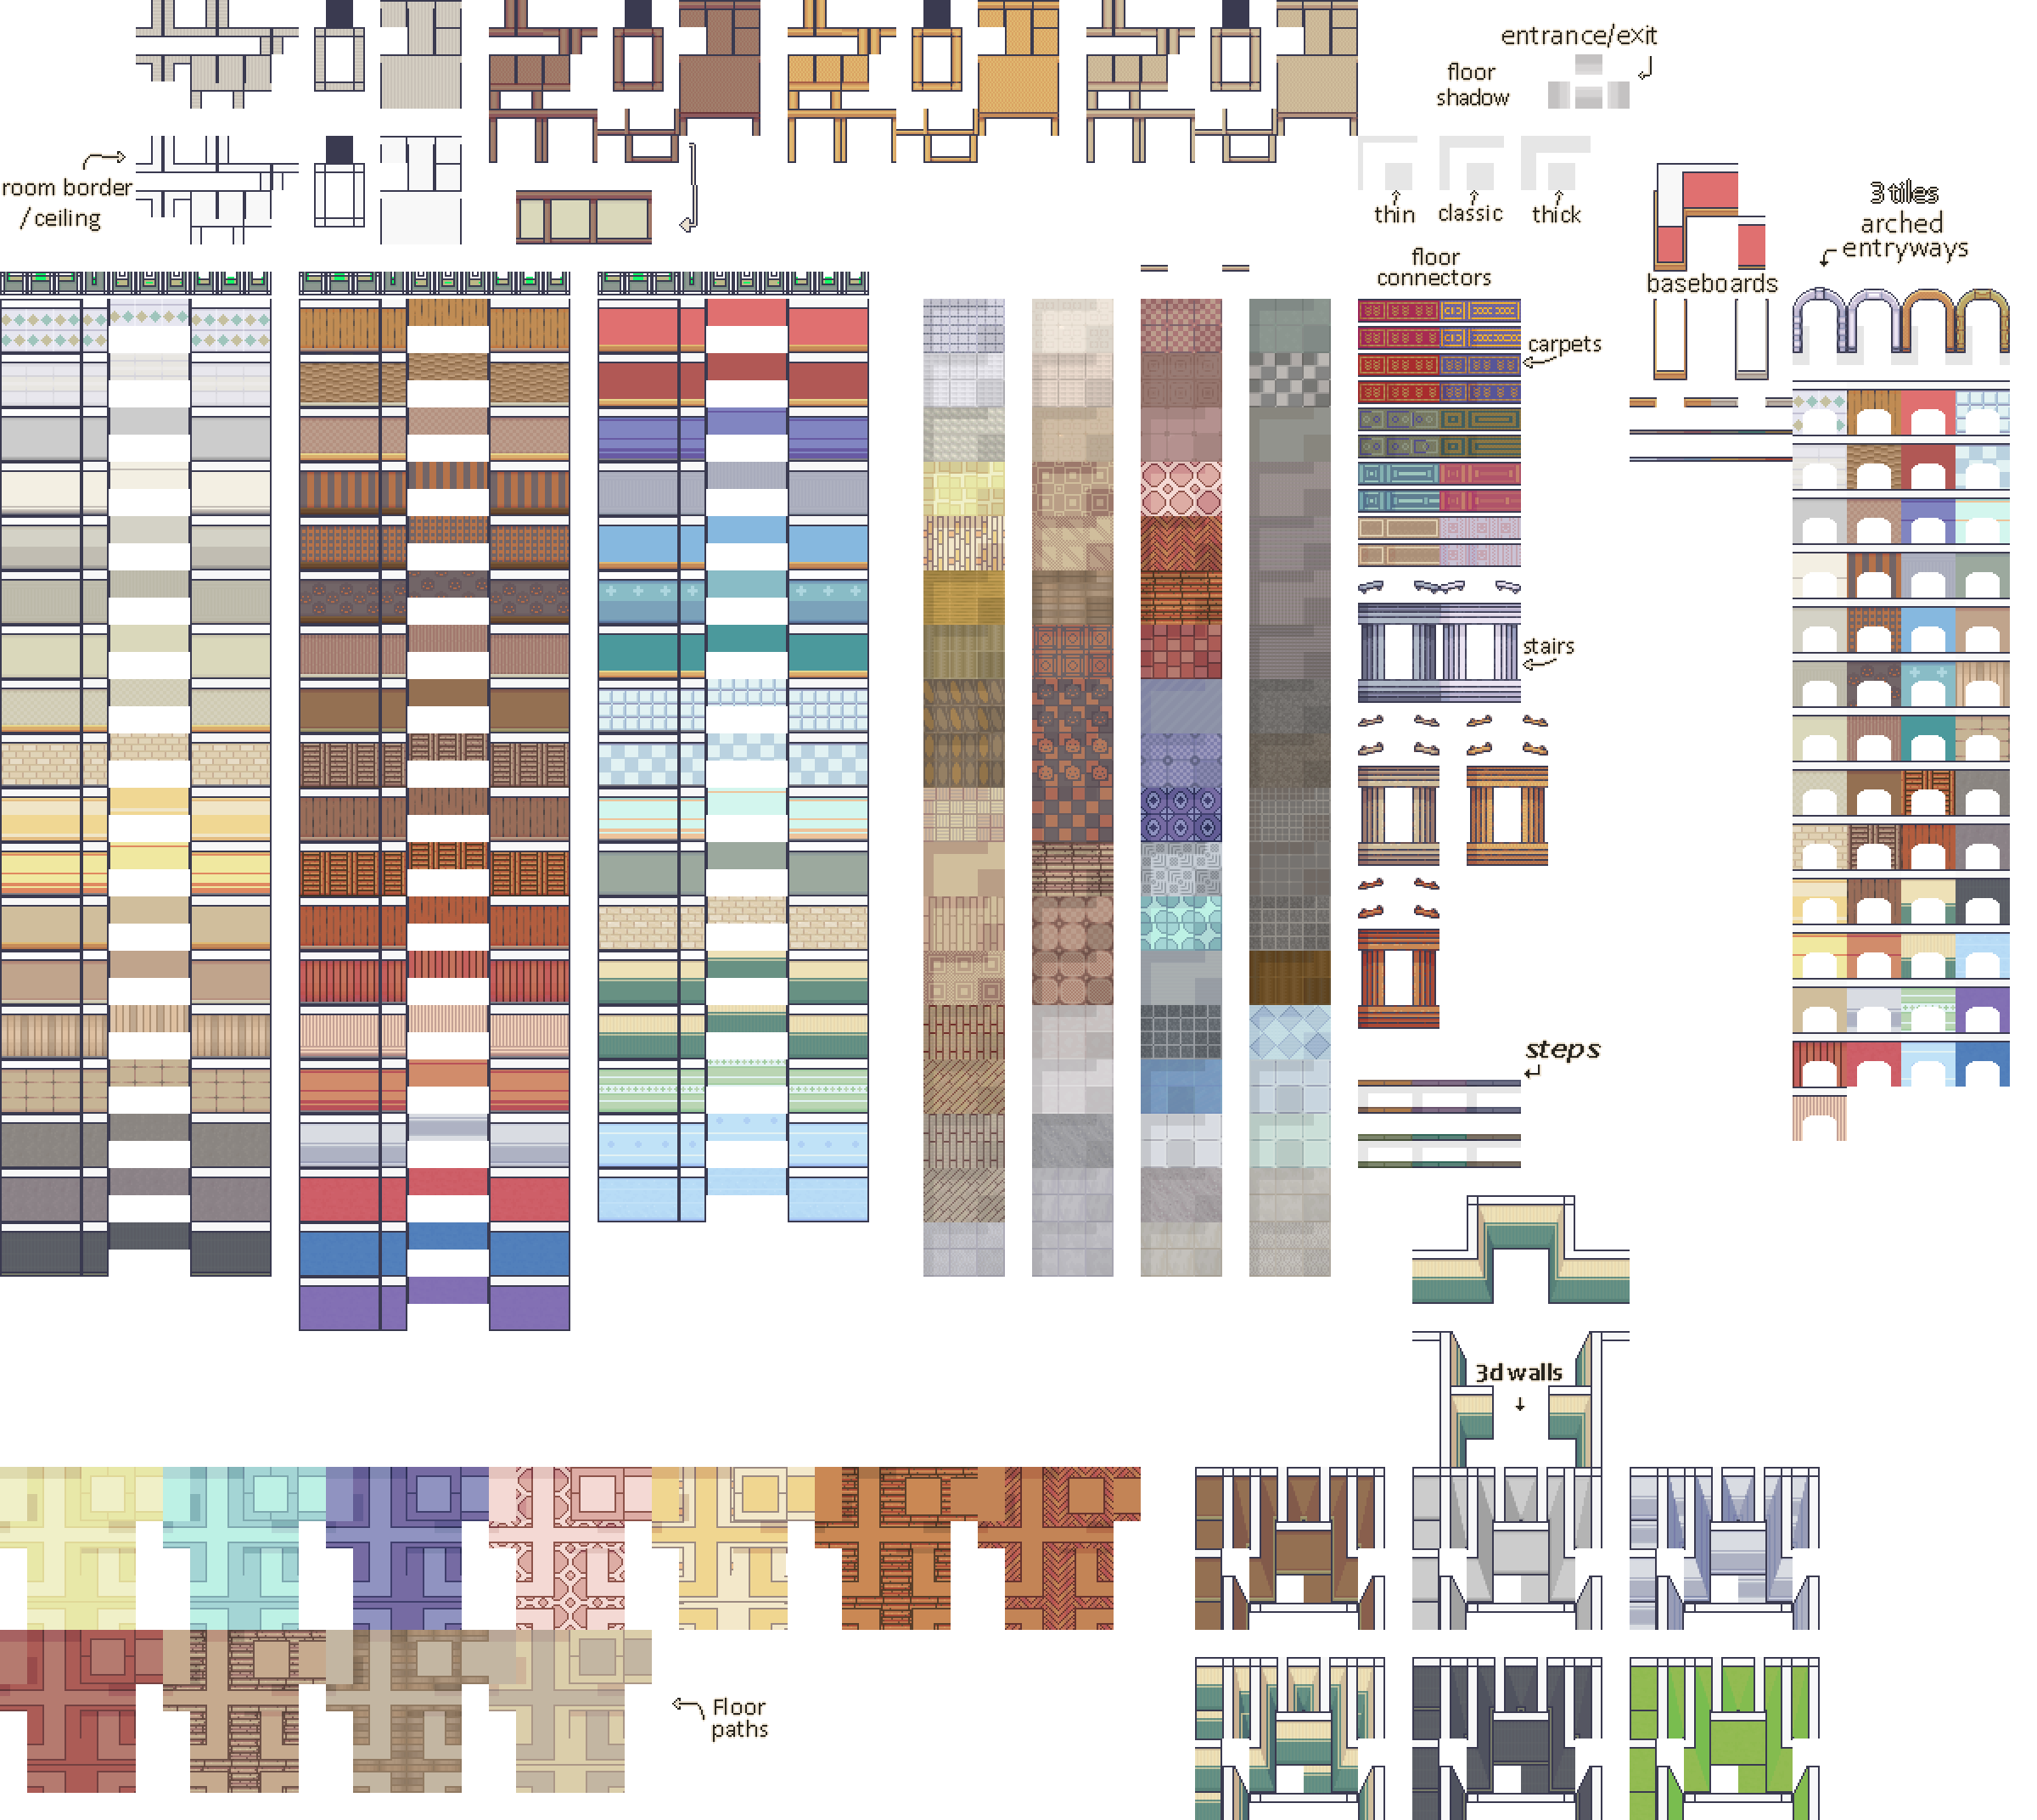 entrance/exit
floor
shadow
room border
/ceiling
thin
classic
thick
3 tiles
arched
entryways
floor
connectors
baseboards
carpets
stairs
steps
3d walls
Floor
paths